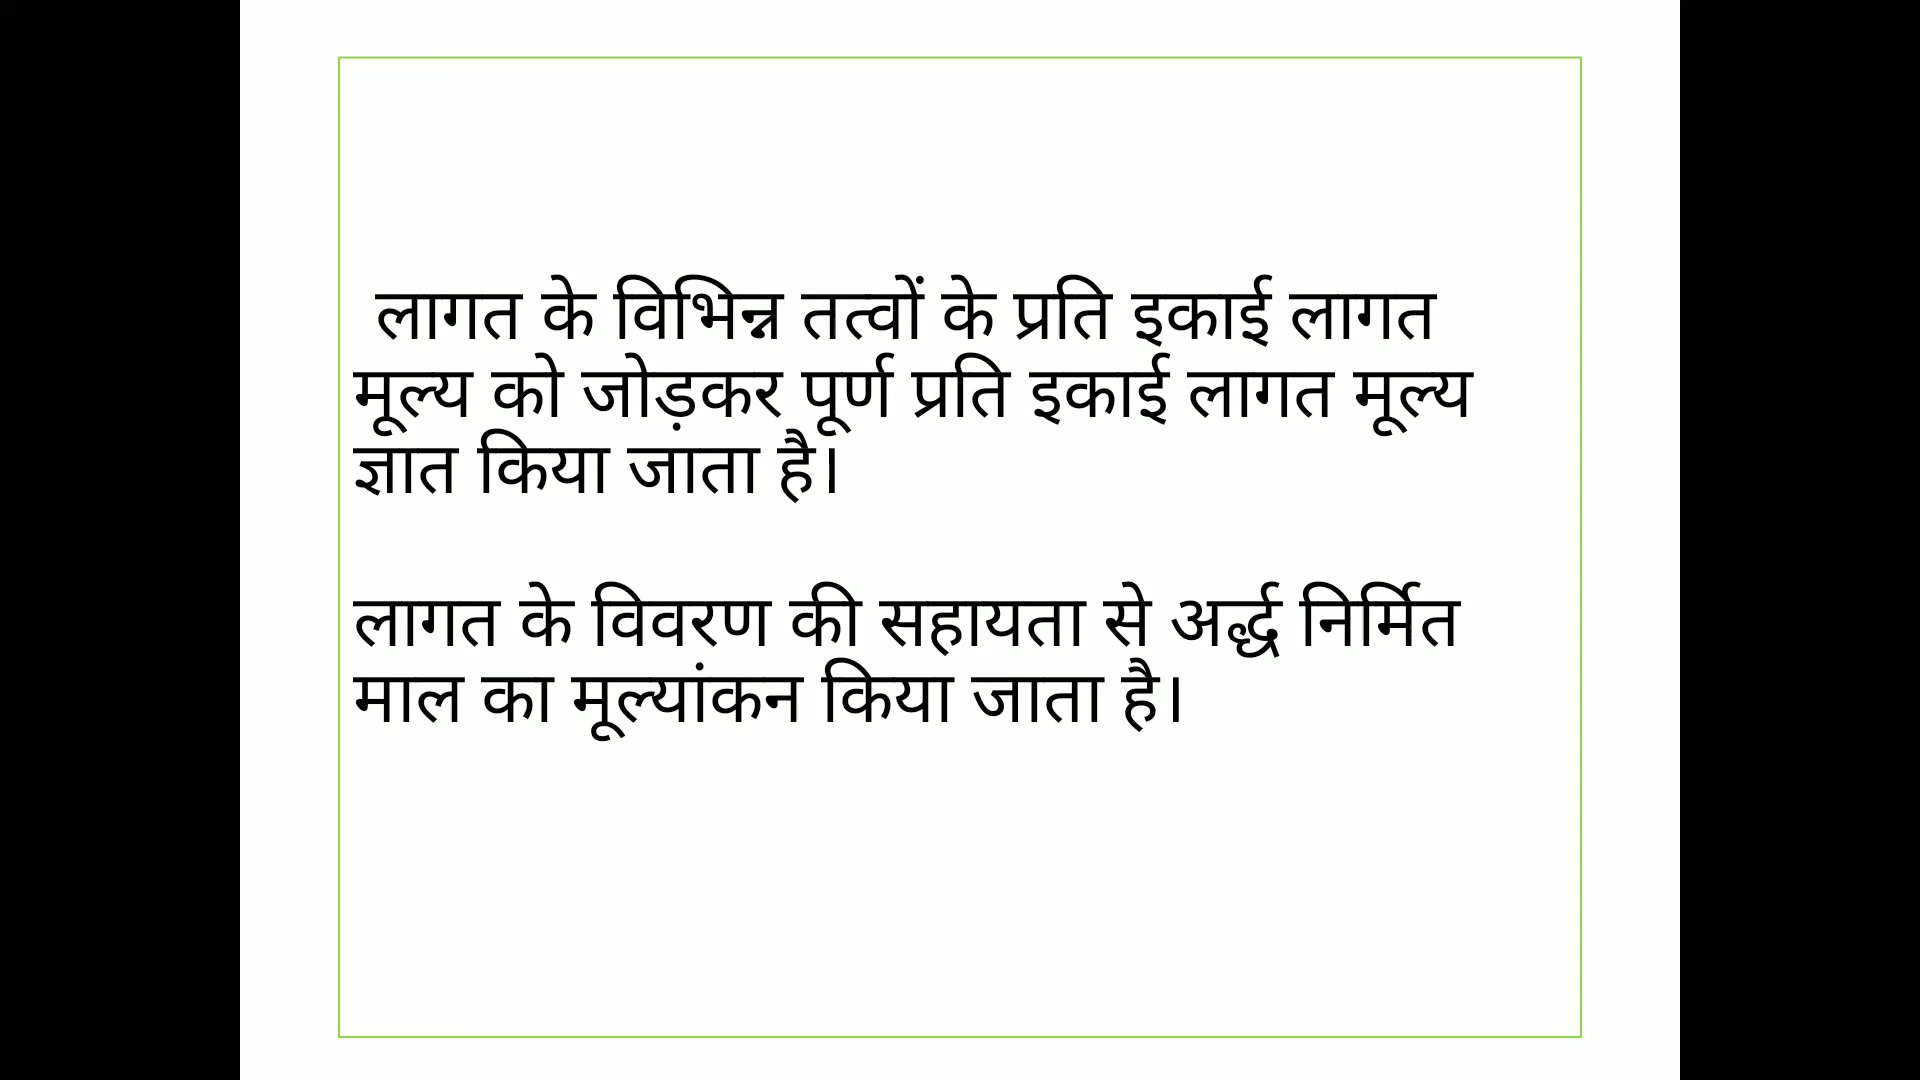 लागत के विभिन्न तत्वों के प्रति इकाई लागत
मूल्य को जोड़कर पूर्ण प्रति इकाई लागत मूल्य
ज्ञात किया जाता है।
लागत के विवरण की सहायता से अर्द्ध निर्मित
माल का मूल्यांकन किया जाता है।